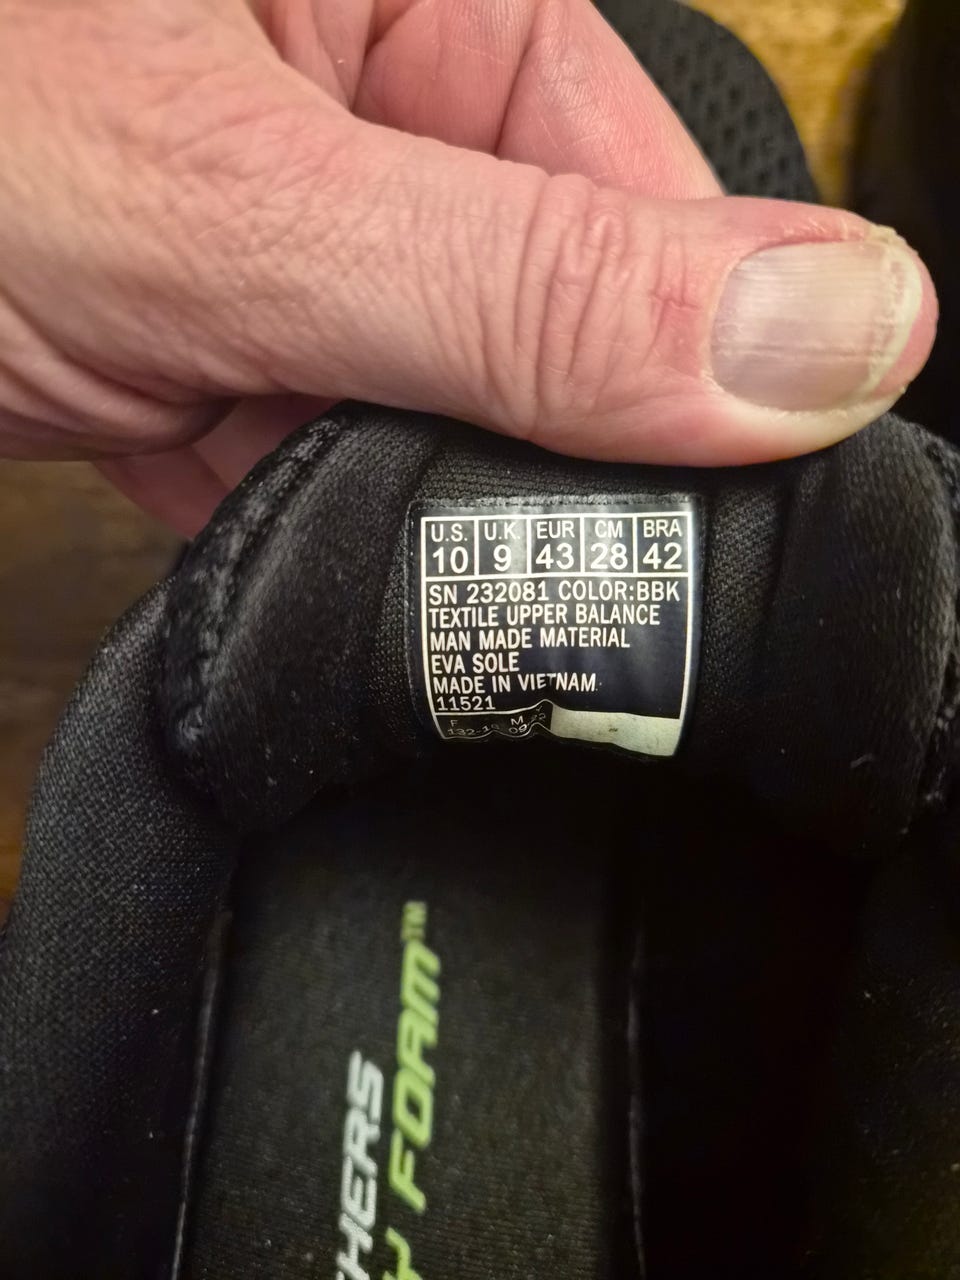 U.S. U.K. EUR CM BRA
10 9 43 28 42
SN 232081 COLOR:BBK
TEXTILE UPPER BALANCE
MAN MADE MATERIAL
EVA SOLE
MADE IN VIETNAM
11521
F M
FOAM™